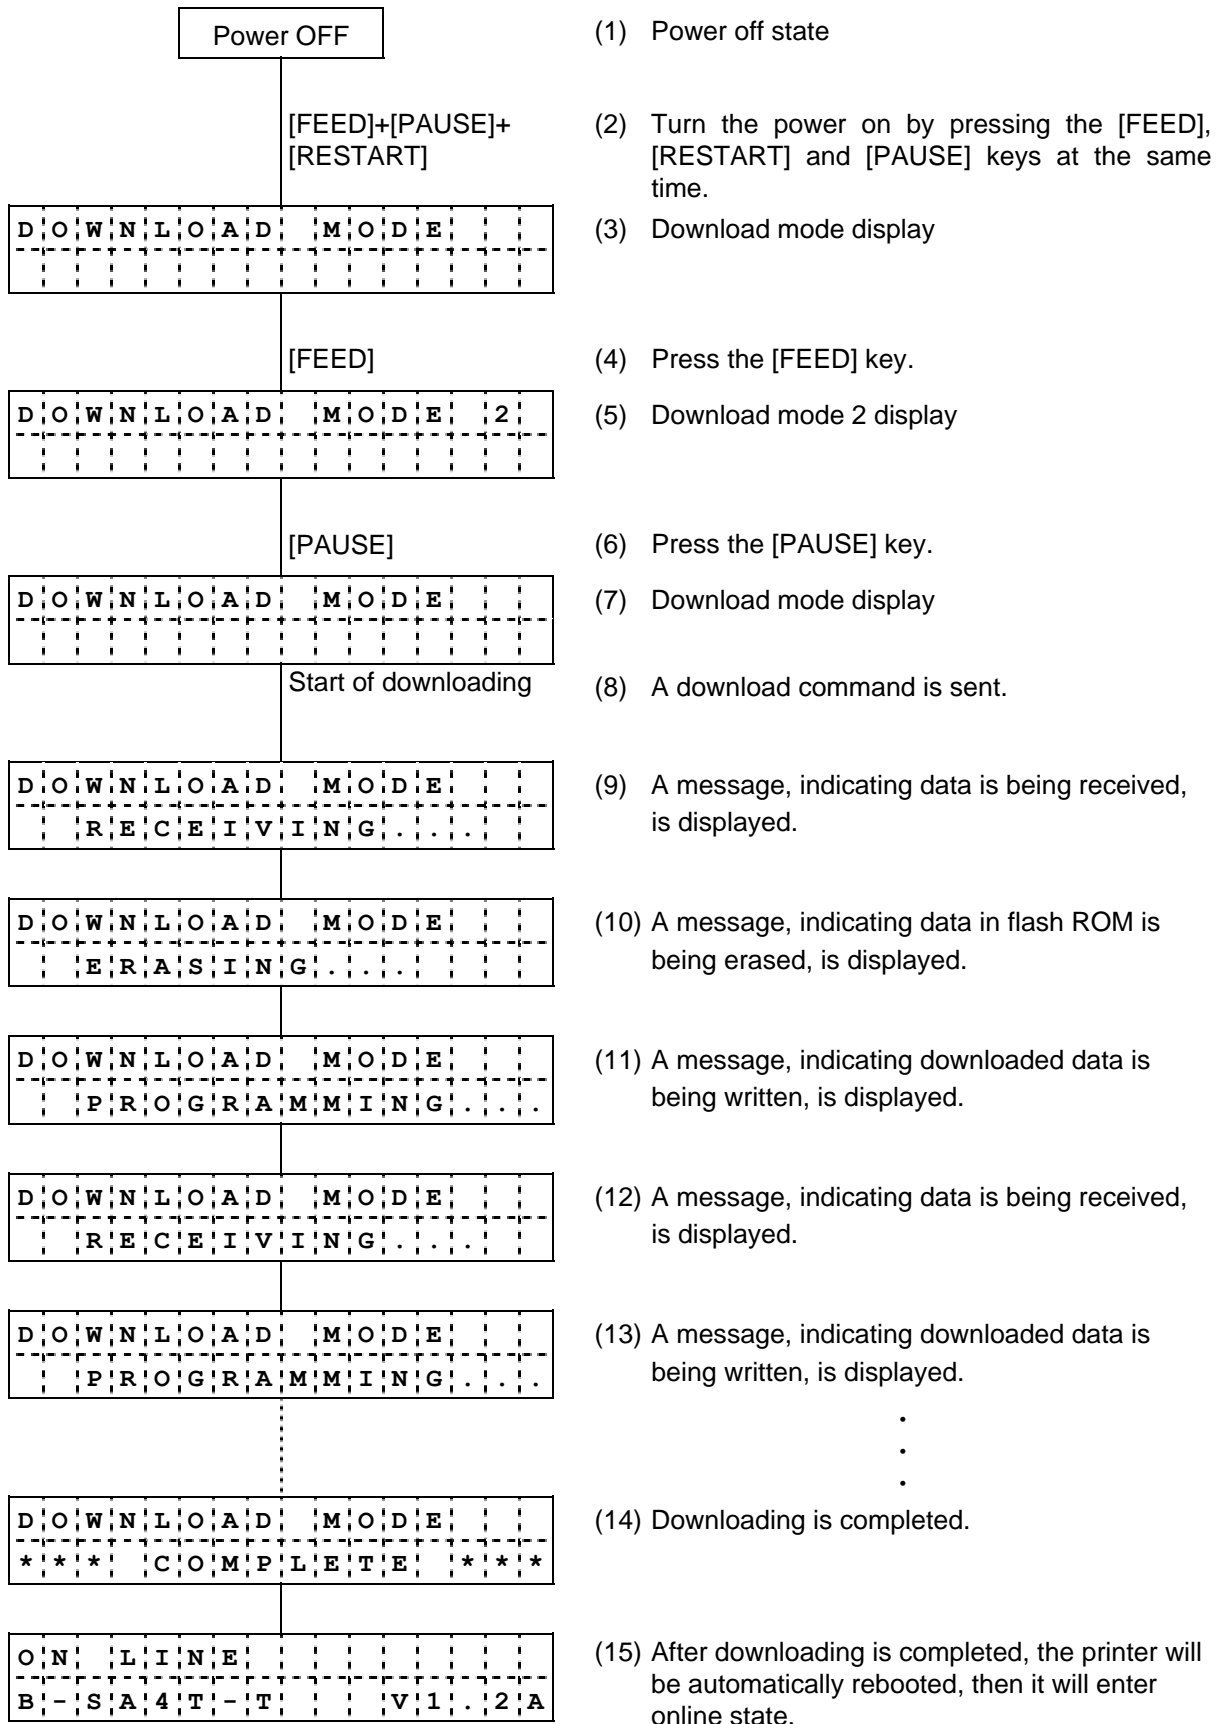 Power OFF
(1) Power off state
[FEED]+[PAUSE]+
[RESTART]
(2) Turn the power on by pressing the [FEED],
[RESTART] and [PAUSE] keys at the same
time.
DOWNLOAD MODE
(3) Download mode display
[FEED]
(4) Press the [FEED] key.
DOWNLOAD MODE 2
(5) Download mode 2 display
[PAUSE]
(6) Press the [PAUSE] key.
DOWNLOAD MODE
(7) Download mode display
Start of downloading
(8) A download command is sent.
DOWNLOAD MODE
RECEIVING...
(9) A message, indicating data is being received,
is displayed.
DOWNLOAD MODE
ERASING...
(10) A message, indicating data in flash ROM is
being erased, is displayed.
DOWNLOAD MODE
PROGRAMMING...
(11) A message, indicating downloaded data is
being written, is displayed.
DOWNLOAD MODE
RECEIVING...
(12) A message, indicating data is being received,
is displayed.
DOWNLOAD MODE
PROGRAMMING...
(13) A message, indicating downloaded data is
being written, is displayed.
.
.
.
DOWNLOAD MODE
*** COMPLETE ***
(14) Downloading is completed.
ON LINE
B-SA4T-T V1.2A
(15) After downloading is completed, the printer will
be automatically rebooted, then it will enter
online state.